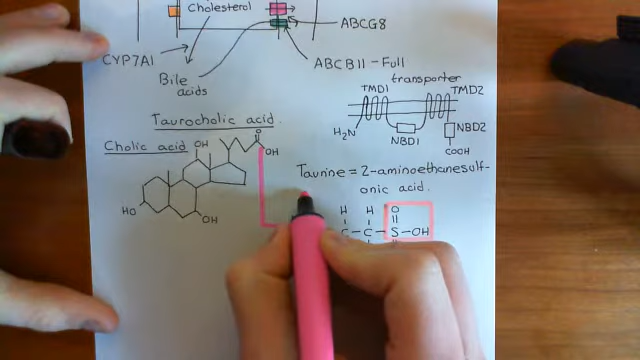 Cholesterol
ABCG8
CYP7A1
ABCB11-Full
Bile
acids
transporter
TMD1
TMD2
H₂N
NBD1
NBD2
COOH
Taurocholic acid.
Cholic acid
OH
O
OH
HO
OH
Taurine = 2-aminoethanesulf-
onic acid.
H H O
C-C-S-OH